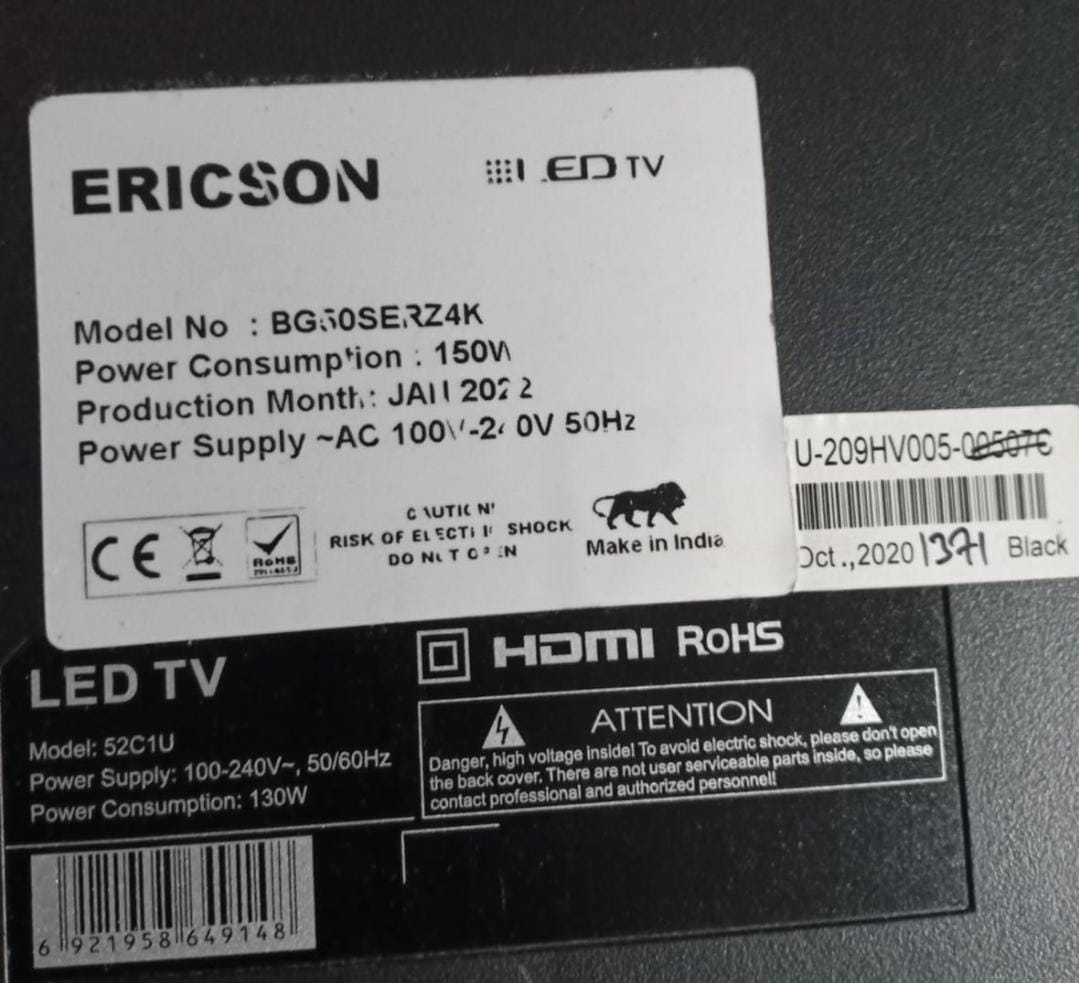 ERICSON
LED TV
Model No : BG50SERZ4K
Power Consumption : 150W
Production Month: JAN 2022
Power Supply ~AC 100V-240V 50Hz
CE
RoHS
CAUTION
RISK OF ELECTRIC SHOCK
DO NOT OPEN
Make in India
U-209HV005-00507C
Oct.,2020 1371 Black
LED TV
Model: 52C1U
Power Supply: 100-240V~, 50/60Hz
Power Consumption: 130W
HDMI RoHS
ATTENTION
Danger, high voltage inside! To avoid electric shock, please don't open
the back cover. There are not user serviceable parts inside, so please
contact professional and authorized personnel!
6 921958 649148